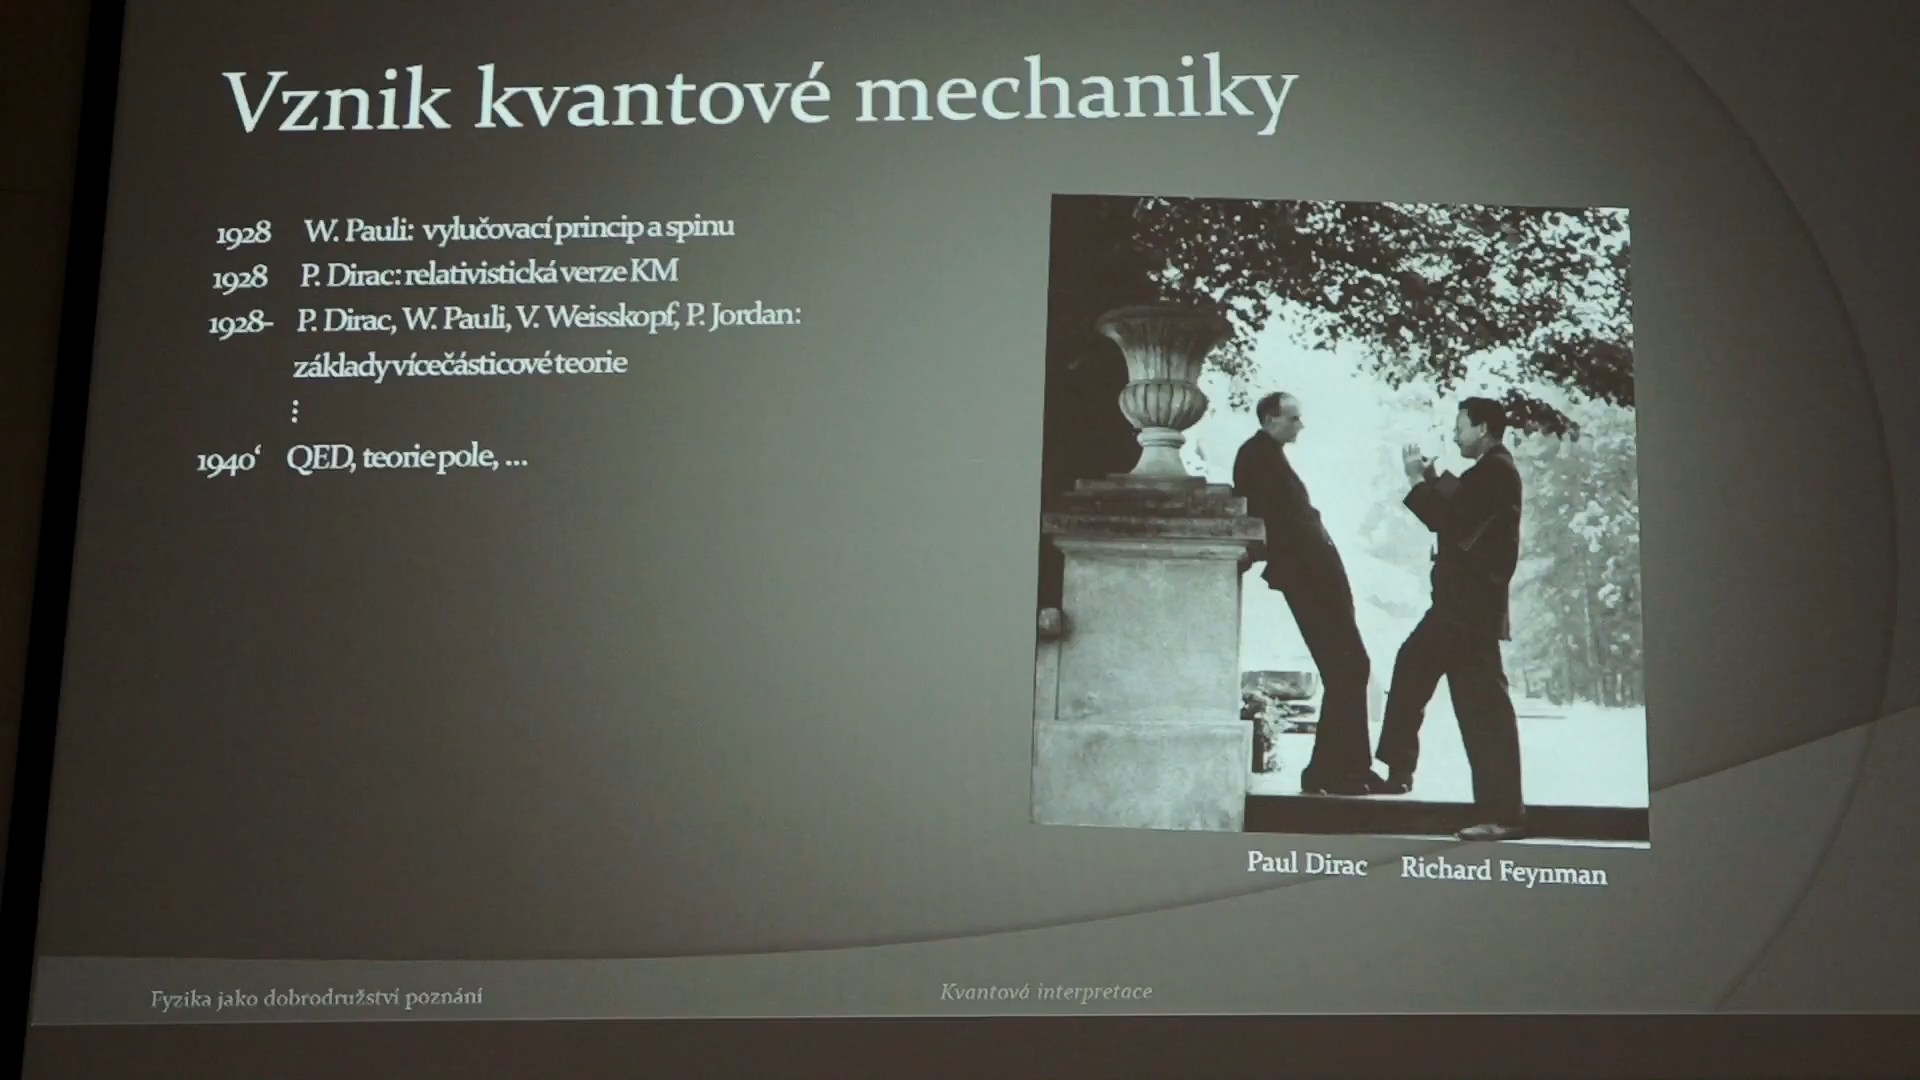 Vznik kvantové mechaniky
1928 W. Pauli: vylučovací princip a spinu
1928 P. Dirac: relativistická verze KM
1928- P. Dirac, W. Pauli, V. Weisskopf, P. Jordan:
základy vícečásticové teorie
⋮
1940‘ QED, teorie pole, ...
Paul Dirac Richard Feynman
Fyzika jako dobrodružství poznání
Kvantová interpretace